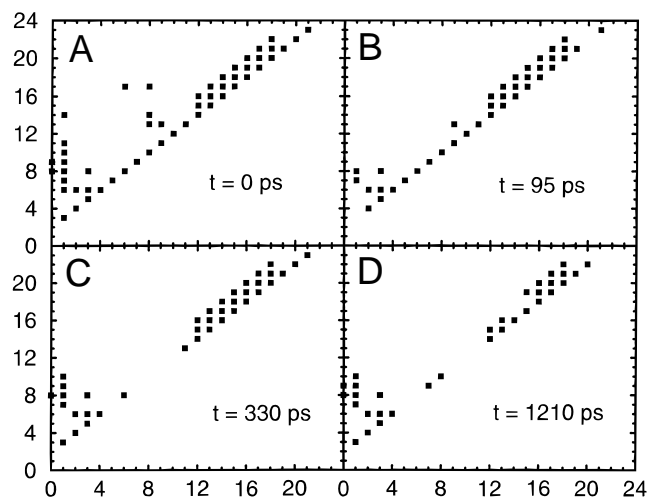 24
A
B
20
16
12
8
t = 0 ps
t = 95 ps
4
0
C
D
20
16
12
8
t = 330 ps
t = 1210 ps
4
0
0 4 8 12 16 20 0 4 8 12 16 20 24